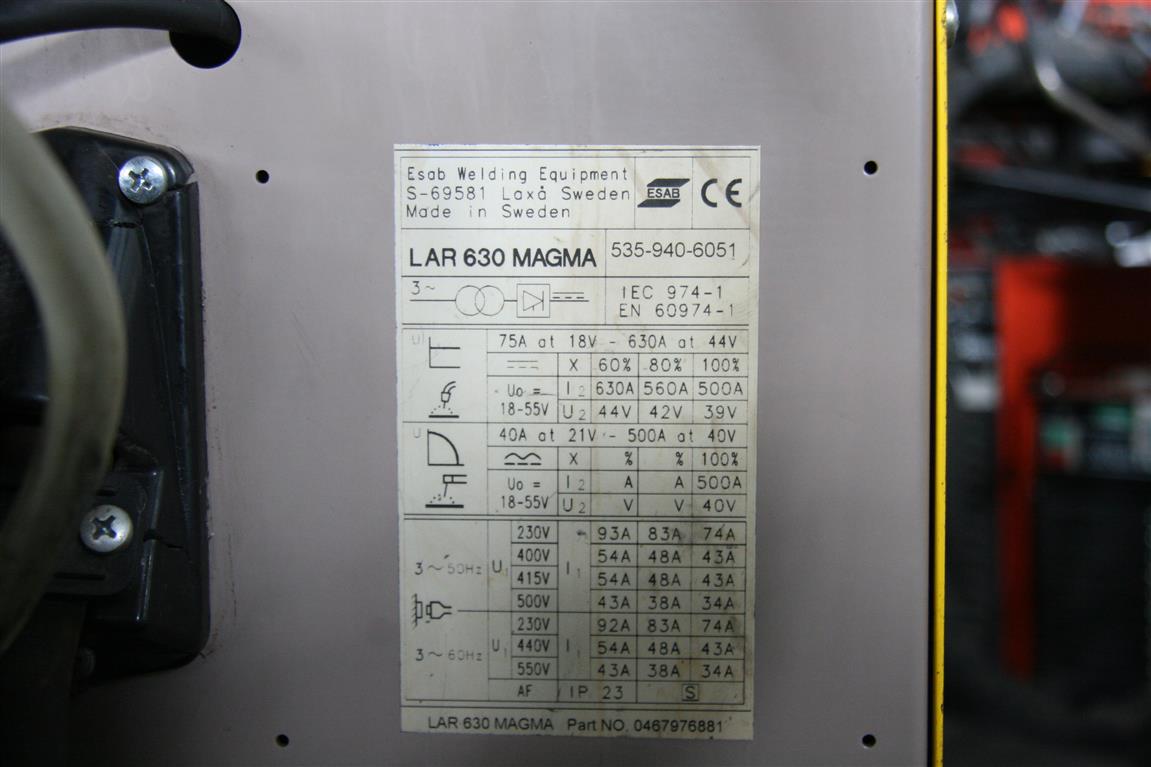 Esab Welding Equipment
S-69581 Laxå Sweden
Made in Sweden
ESAB
CE
LAR 630 MAGMA 535-940-6051
3~
IEC 974-1
EN 60974-1
U 75A at 18V - 630A at 44V
X 60% 80% 100%
Uo = 18-55V
I2 630A 560A 500A
U2 44V 42V 39V
U 40A at 21V - 500A at 40V
X % % 100%
Uo = 18-55V
I2 A A 500A
U2 V V 40V
3~50Hz U1 I1
230V 93A 83A 74A
400V 54A 48A 43A
415V 54A 48A 43A
500V 43A 38A 34A
3~60Hz U1 I1
230V 92A 83A 74A
440V 54A 48A 43A
550V 43A 38A 34A
AF IP 23 S
LAR 630 MAGMA Part NO. 0467976881